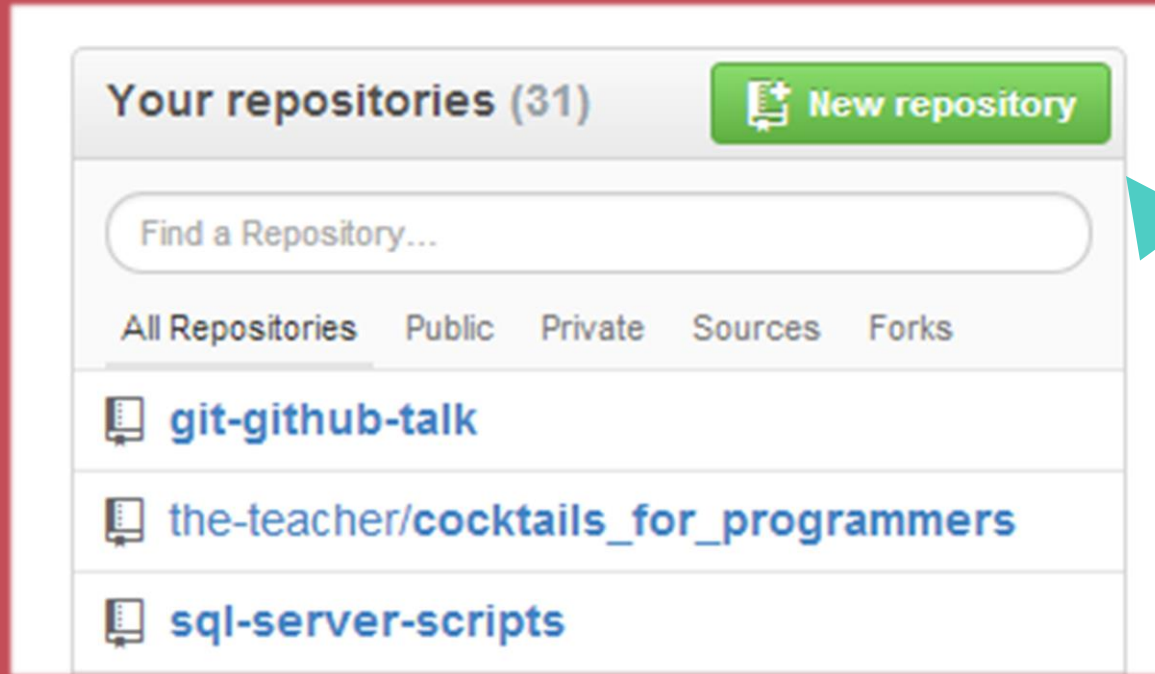 Your repositories (31) New repository
Find a Repository...
All Repositories Public Private Sources Forks
git-github-talk
the-teacher/cocktails_for_programmers
sql-server-scripts